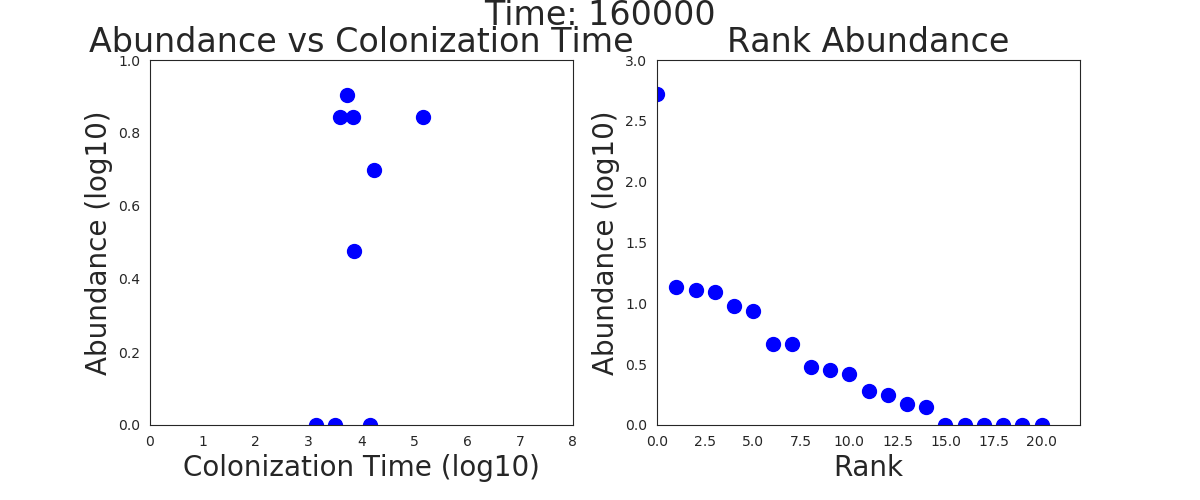 Time: 160000
Abundance vs Colonization Time
Rank Abundance
1.0
0.8
0.6
0.4
0.2
0.0
Abundance (log10)
0 1 2 3 4 5 6 7 8
Colonization Time (log10)
3.0
2.5
2.0
1.5
1.0
0.5
0.0
Abundance (log10)
0.0 2.5 5.0 7.5 10.0 12.5 15.0 17.5 20.0
Rank